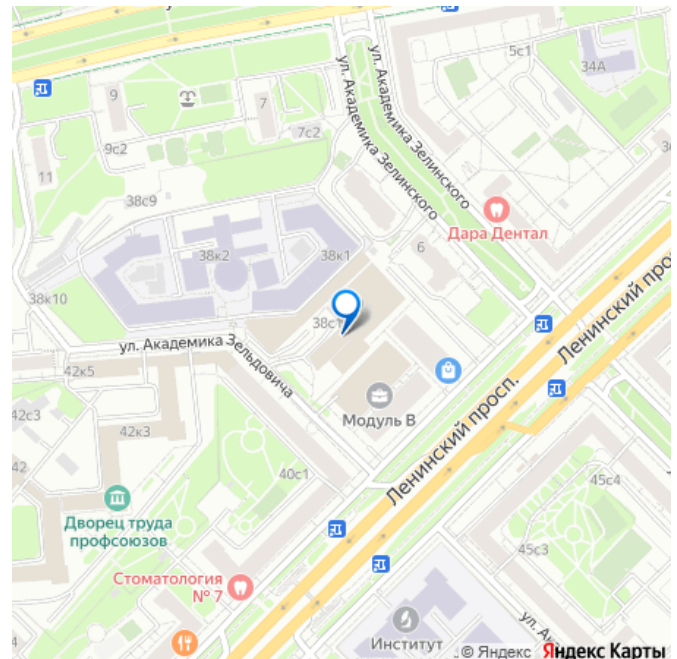 ул. Академика Зелинского
ул. Академика Зелинского
5с1
34А
9
7
7с2
9с2
11
38с9
Дара Дентал
38к2
38к1
6
38к10
38с1
ул. Академика Зельдовича
Ленинский просп.
42к5
42с3
42к3
Модуль В
42
40с1
Ленинский просп.
45с4
Дворец труда
профсоюзов
45с3
Стоматология
№ 7
Институт
4
© Яндекс
Яндекс Карты